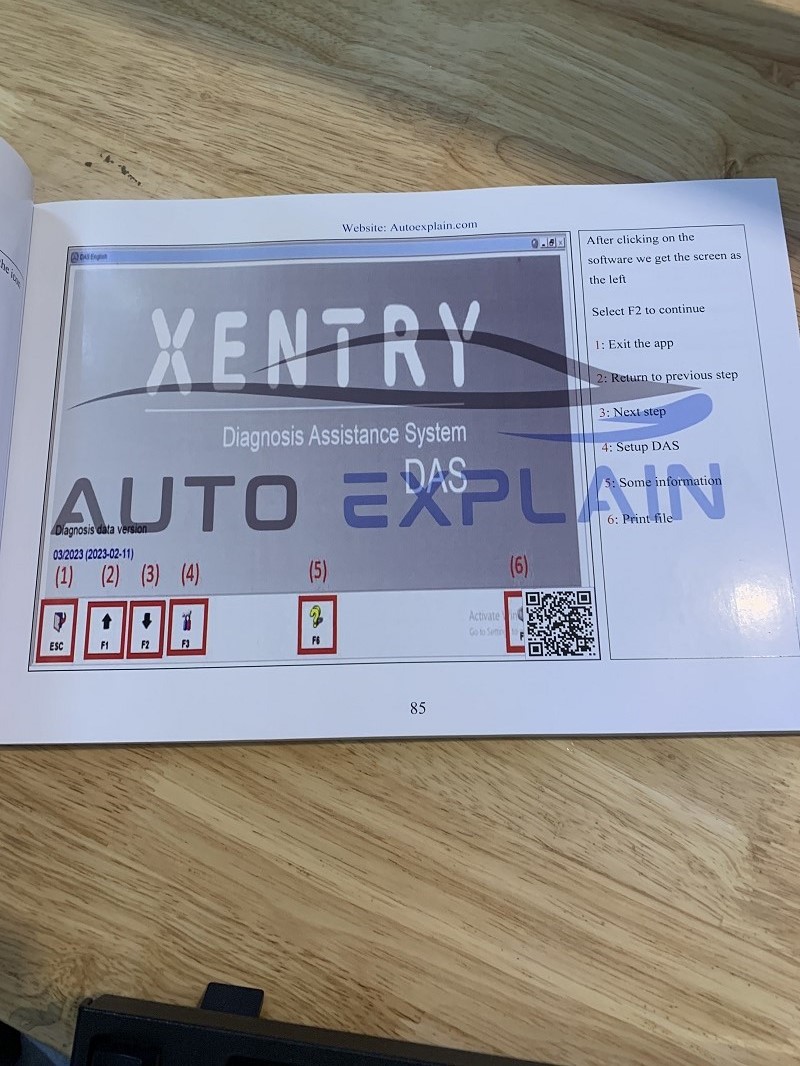 Website: Autoexplain.com
DAS English
XENTRY
Diagnosis Assistance System
DAS
AUTO EXPLAIN
Diagnosis data version
03/2023 (2023-02-11)
(1) (2) (3) (4) (5) (6)
Activate
Go to
ESC F1 F2 F3 F6
After clicking on the
software we get the screen as
the left
Select F2 to continue
1: Exit the app
2: Return to previous step
3: Next step
4: Setup DAS
5: Some information
6: Print file
85